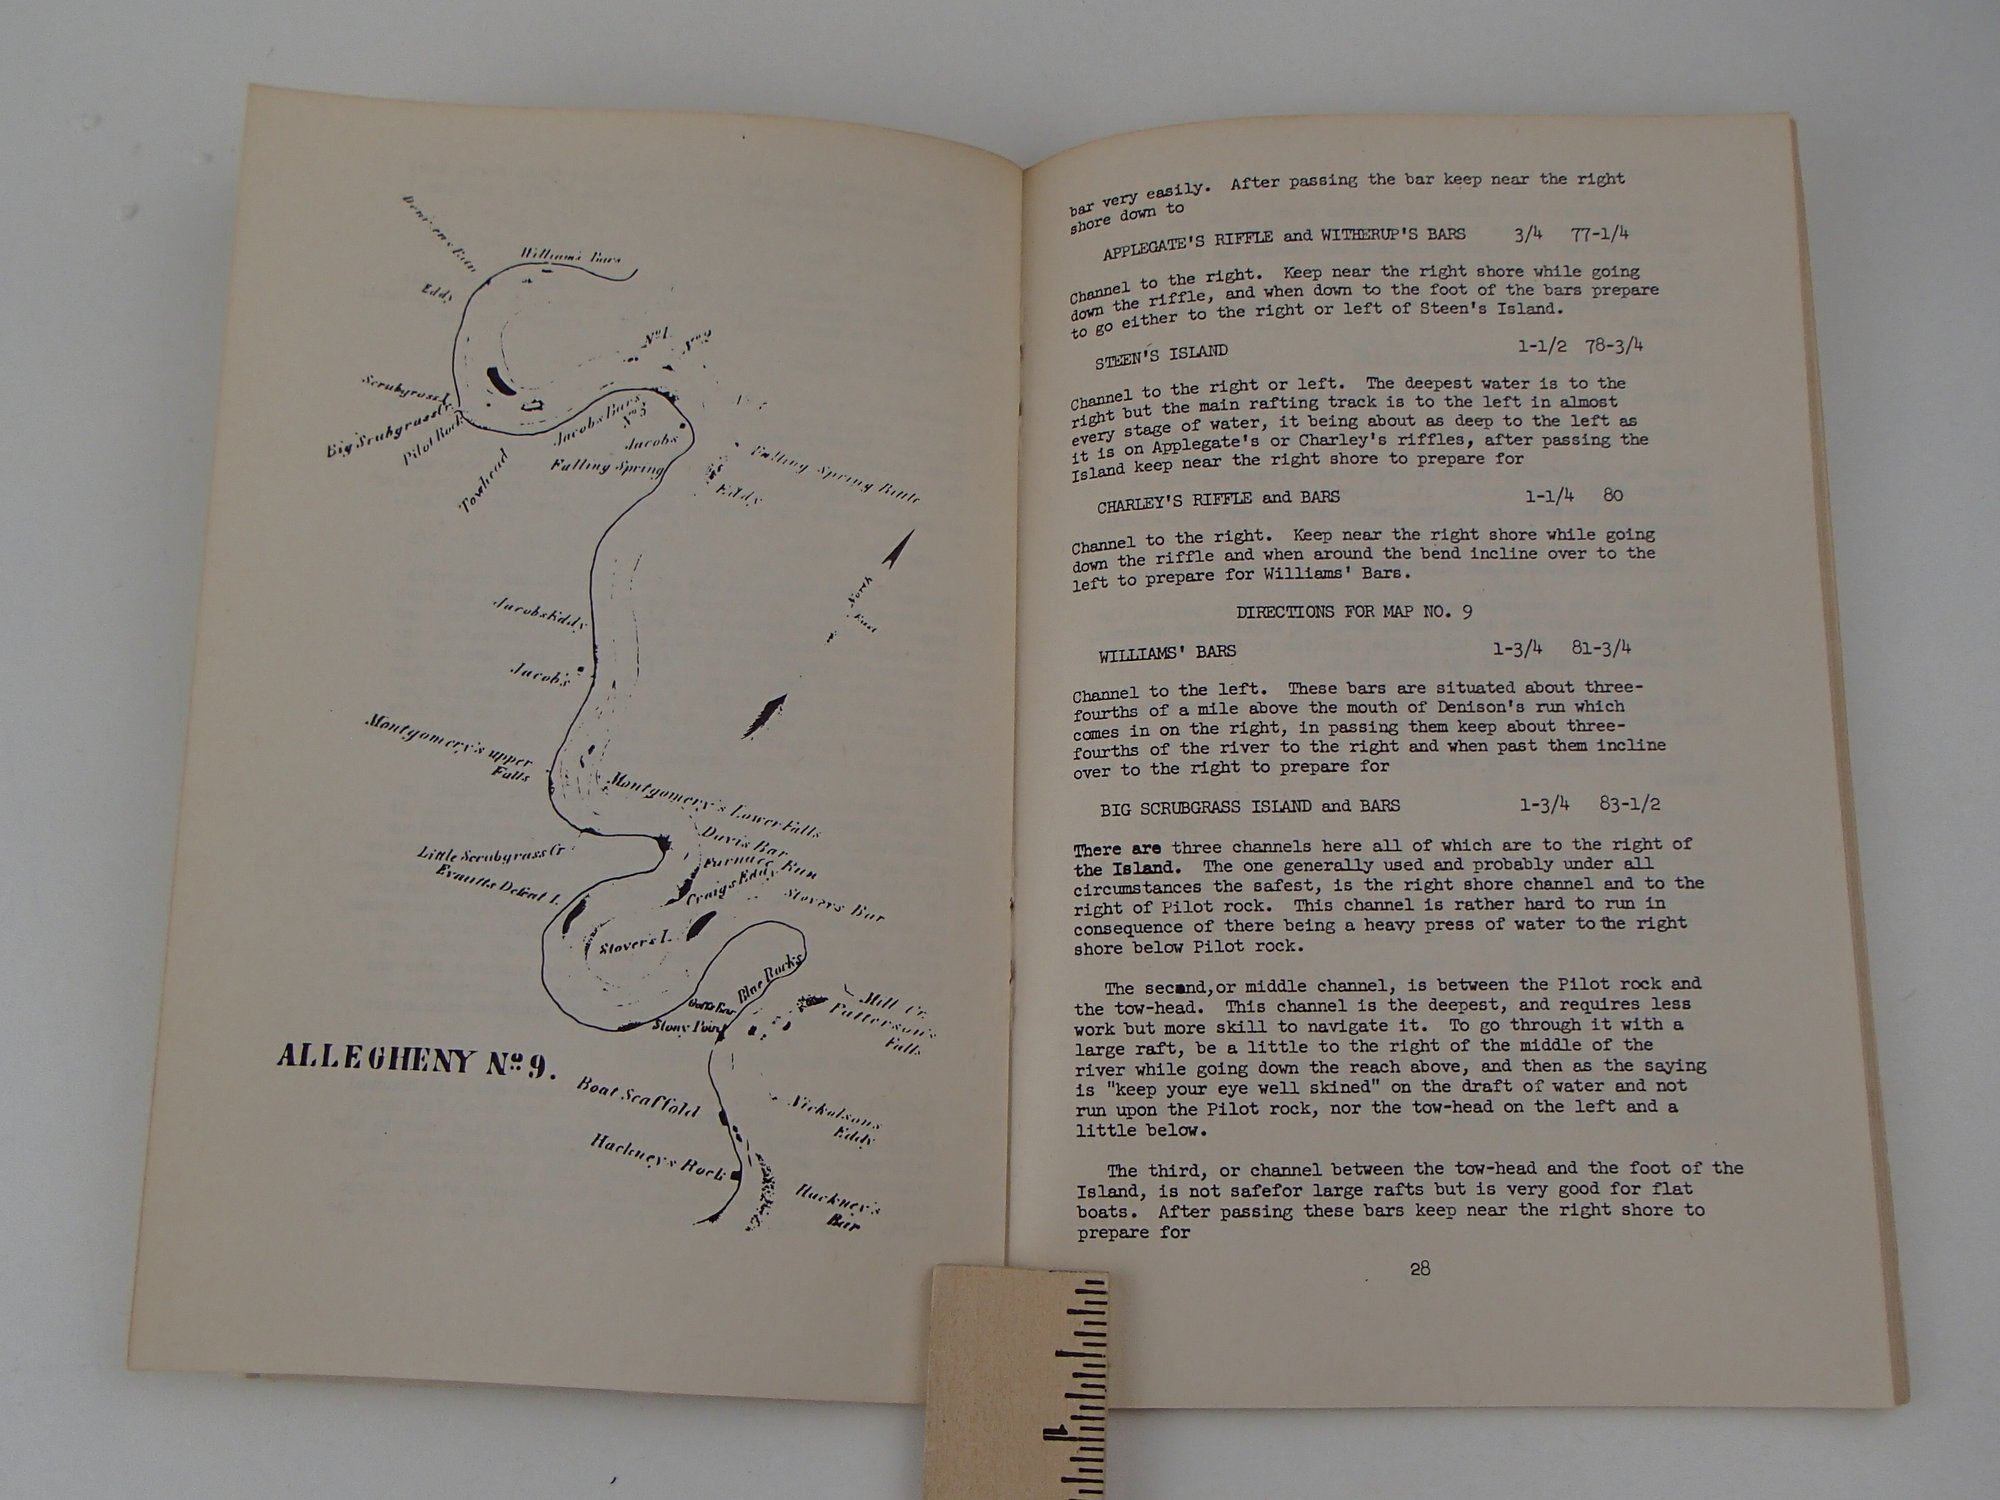 Williams Bars
Eddy
No. 1.
No. 2
Scrubgrass I.
Big Scrubgrass Cr.
Pilot Rock
Towhead
Jacobs Bars
No. 3
Jacobs
Falling Spring
Falling Spring Riffle
Eddy
North
Jacobs Eddy
Jacob's
Montgomery's upper
Falls
Montgomery's Lower Falls
Davis Bar
Furnace Run
Craigs Eddy
Stovers Bar
Little Scrubgrass Cr
Defeat I.
Stovers I.
Blue Rocks
Stony Point
Mill Cr.
Patterson's
Falls
ALLEGHENY No. 9.
Boat Scaffold
Nickolsons
Eddy
Hackneys Rock
Hackney's
Bar
bar very easily. After passing the bar keep near the right
shore down to
APPLEGATE'S RIFFLE and WITHERUP'S BARS 3/4 77-1/4
Channel to the right. Keep near the right shore while going
down the riffle, and when down to the foot of the bars prepare
to go either to the right or left of Steen's Island.
STEEN'S ISLAND 1-1/2 78-3/4
Channel to the right or left. The deepest water is to the
right but the main rafting track is to the left in almost
every stage of water, it being about as deep to the left as
it is on Applegate's or Charley's riffles, after passing the
Island keep near the right shore to prepare for
CHARLEY'S RIFFLE and BARS 1-1/4 80
Channel to the right. Keep near the right shore while going
down the riffle and when around the bend incline over to the
left to prepare for Williams' Bars.
DIRECTIONS FOR MAP NO. 9
WILLIAMS' BARS 1-3/4 81-3/4
Channel to the left. These bars are situated about three-
fourths of a mile above the mouth of Denison's run which
comes in on the right, in passing them keep about three-
fourths of the river to the right and when past them incline
over to the right to prepare for
BIG SCRUBGRASS ISLAND and BARS 1-3/4 83-1/2
There are three channels here all of which are to the right of
the Island. The one generally used and probably under all
circumstances the safest, is the right shore channel and to the
right of Pilot rock. This channel is rather hard to run in
consequence of there being a heavy press of water to the right
shore below Pilot rock.
The second, or middle channel, is between the Pilot rock and
the tow-head. This channel is the deepest, and requires less
work but more skill to navigate it. To go through it with a
large raft, be a little to the right of the middle of the
river while going down the reach above, and then as the saying
is "keep your eye well skined" on the draft of water and not
run upon the Pilot rock, nor the tow-head on the left and a
little below.
The third, or channel between the tow-head and the foot of the
Island, is not safefor large rafts but is very good for flat
boats. After passing these bars keep near the right shore to
prepare for
28